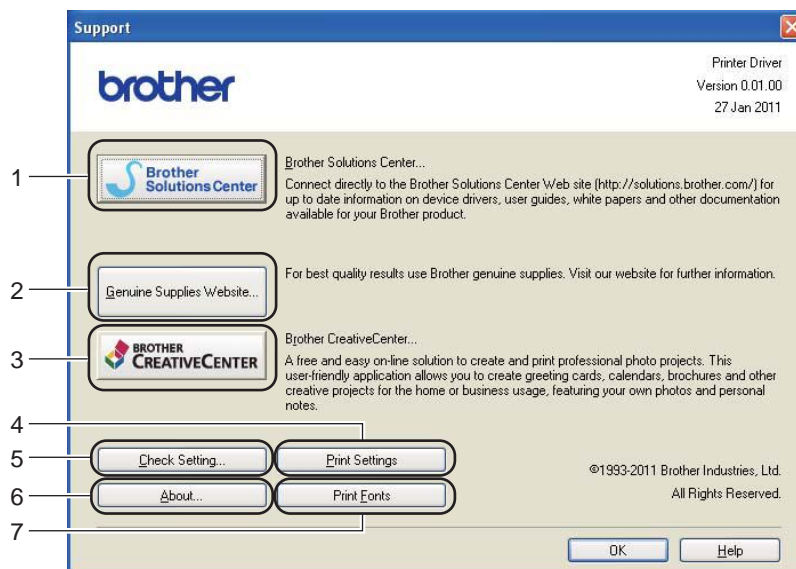 Support
brother
Printer Driver
Version 0.01.00
27 Jan 2011
1
Brother
Solutions Center
Brother Solutions Center...
Connect directly to the Brother Solutions Center Web site (http://solutions.brother.com/) for
up to date information on device drivers, user guides, white papers and other documentation
available for your Brother product.
2
Genuine Supplies Website...
For best quality results use Brother genuine supplies. Visit our website for further information.
3
BROTHER
CREATIVECENTER
Brother CreativeCenter...
A free and easy on-line solution to create and print professional photo projects. This
user-friendly application allows you to create greeting cards, calendars, brochures and other
creative projects for the home or business usage, featuring your own photos and personal
notes.
4
5
Check Setting...
Print Settings
©1993-2011 Brother Industries, Ltd.
6
About...
Print Fonts
All Rights Reserved.
7
OK
Help